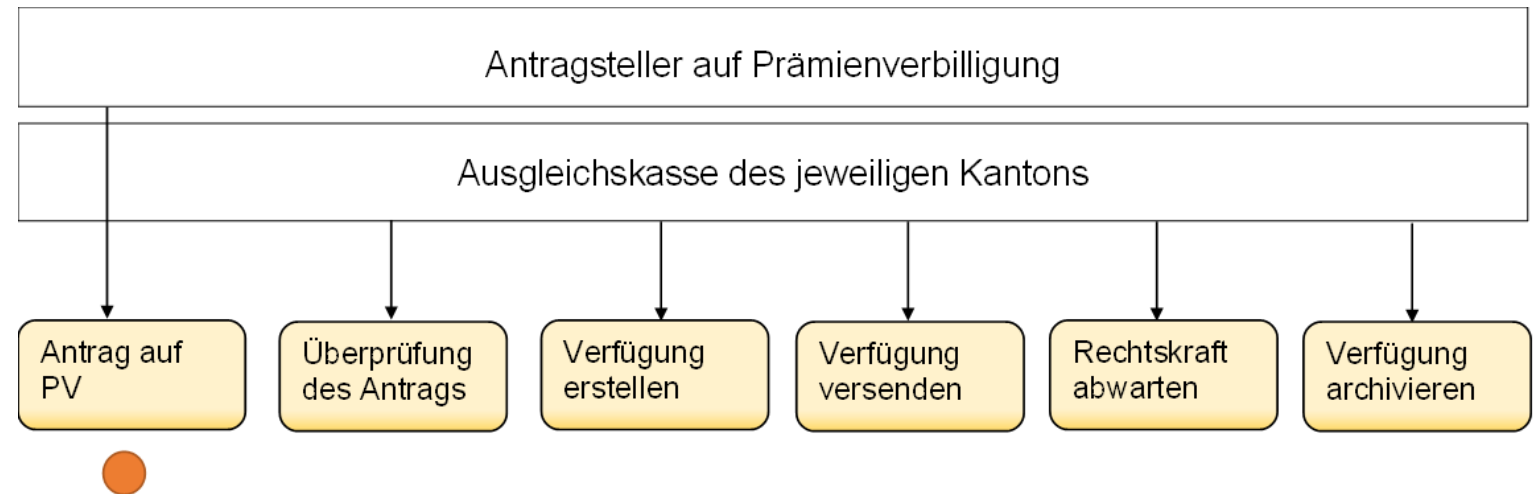 Antragsteller auf Prämienverbilligung
Ausgleichskasse des jeweiligen Kantons
Antrag auf
PV
Überprüfung
des Antrags
Verfügung
erstellen
Verfügung
versenden
Rechtskraft
abwarten
Verfügung
archivieren